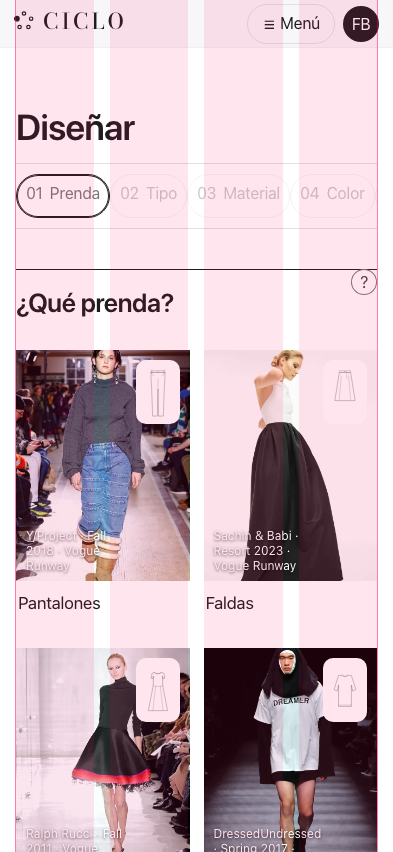 CICLO
Menú
FB
Diseñar
01 Prenda
02 Tipo
03 Material
04 Color
¿Qué prenda?
?
Y/Project · Fall
2018 · Vogue
Runway
Sachin & Babi ·
Resort 2023 ·
Vogue Runway
Pantalones
Faldas
DREAMER
Ralph Rucci · Fall
2011 · Vogue
DressedUndressed
· Spring 2017 ·